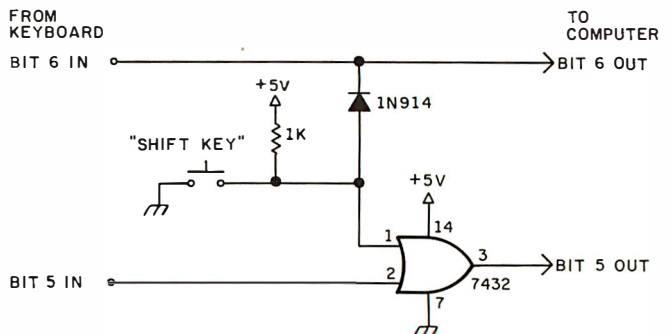 FROM
KEYBOARD
TO
COMPUTER
BIT 6 IN
BIT 6 OUT
+5V
1N914
1K
"SHIFT KEY"
+5V
14
1
3
2
7432
BIT 5 OUT
BIT 5 IN
7